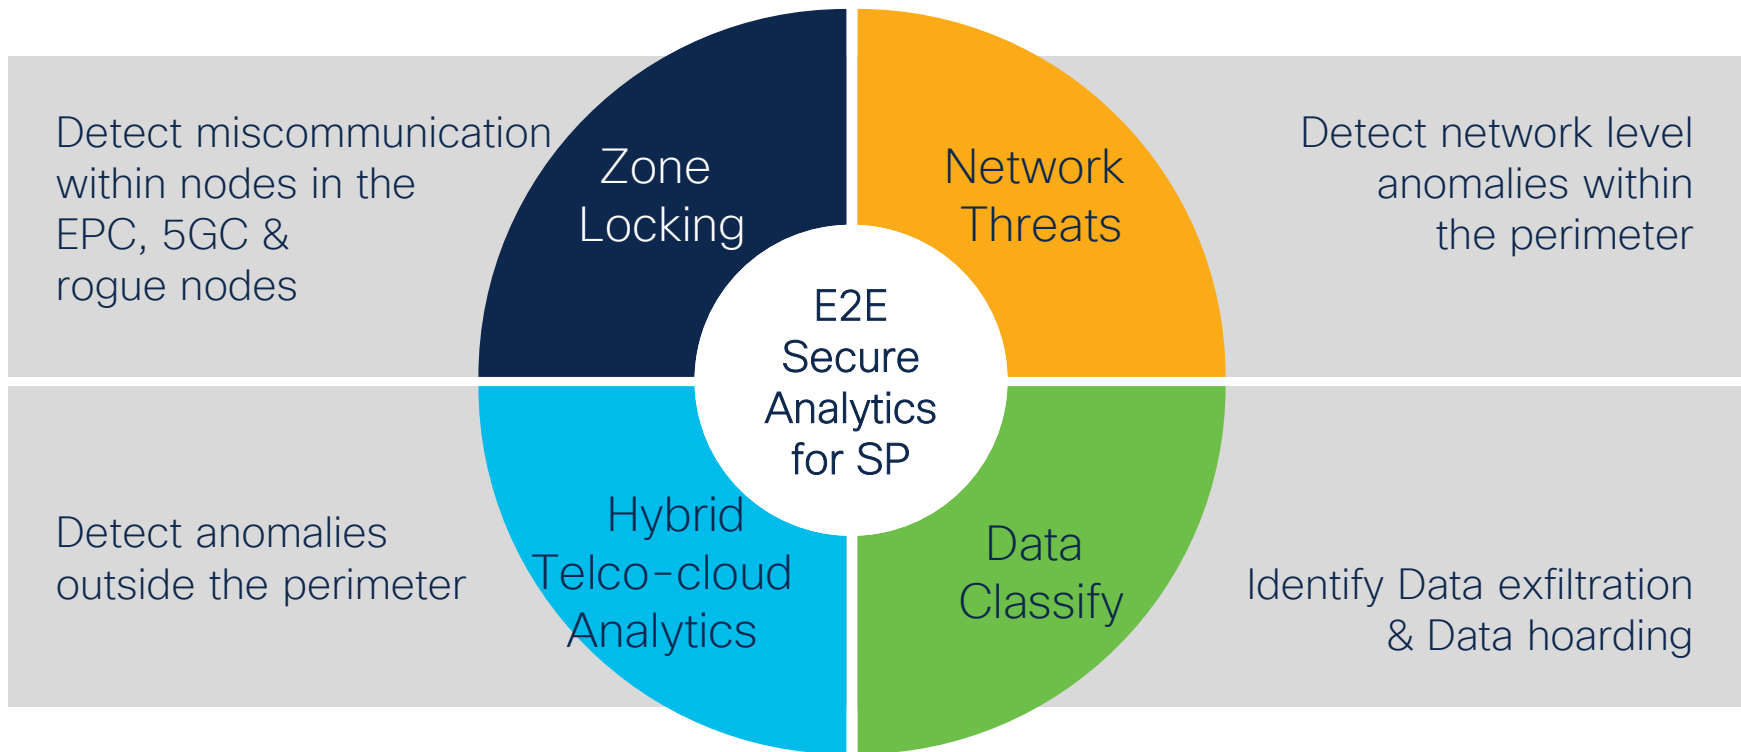 Detect miscommunication
within nodes in the
EPC, 5GC &
rogue nodes
Zone
Locking
Network
Threats
Detect network level
anomalies within
the perimeter
E2E
Secure
Analytics
for SP
Detect anomalies
outside the perimeter
Hybrid
Telco-cloud
Analytics
Data
Classify
Identify Data exfiltration
& Data hoarding